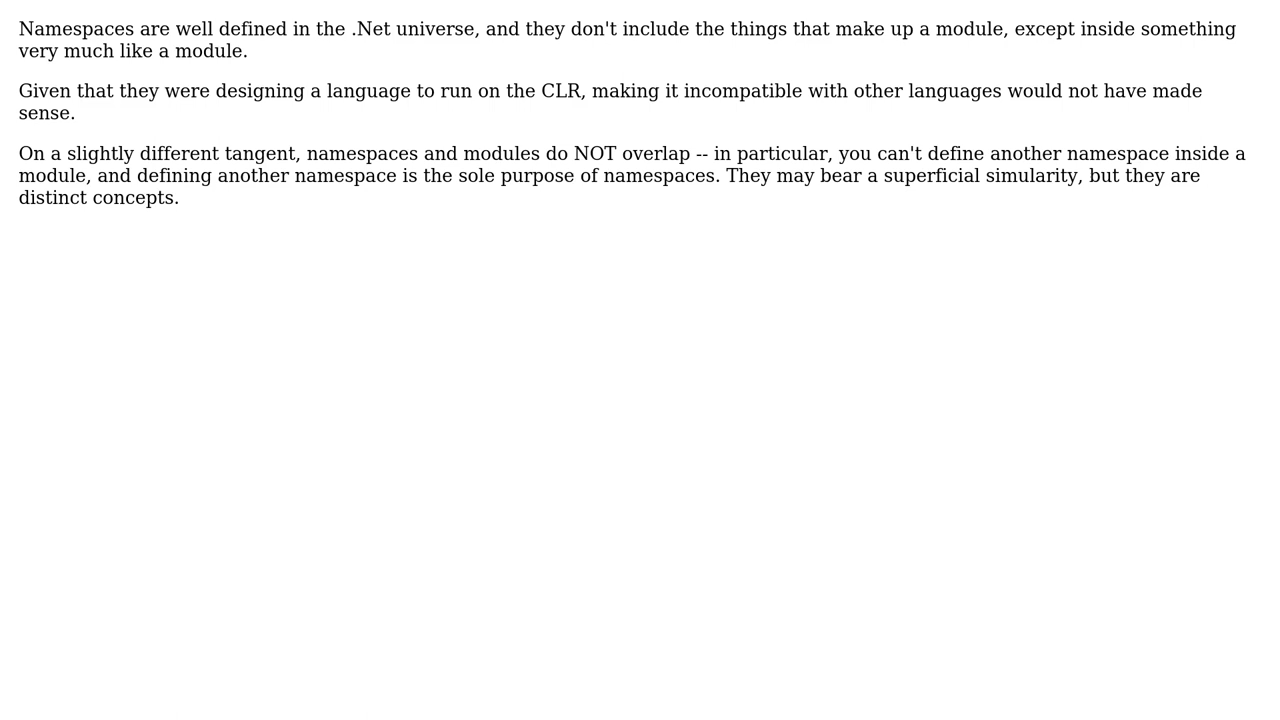 Namespaces are well defined in the .Net universe, and they don't include the things that make up a module, except inside something
very much like a module.
Given that they were designing a language to run on the CLR, making it incompatible with other languages would not have made
sense.
On a slightly different tangent, namespaces and modules do NOT overlap -- in particular, you can't define another namespace inside a
module, and defining another namespace is the sole purpose of namespaces. They may bear a superficial simularity, but they are
distinct concepts.